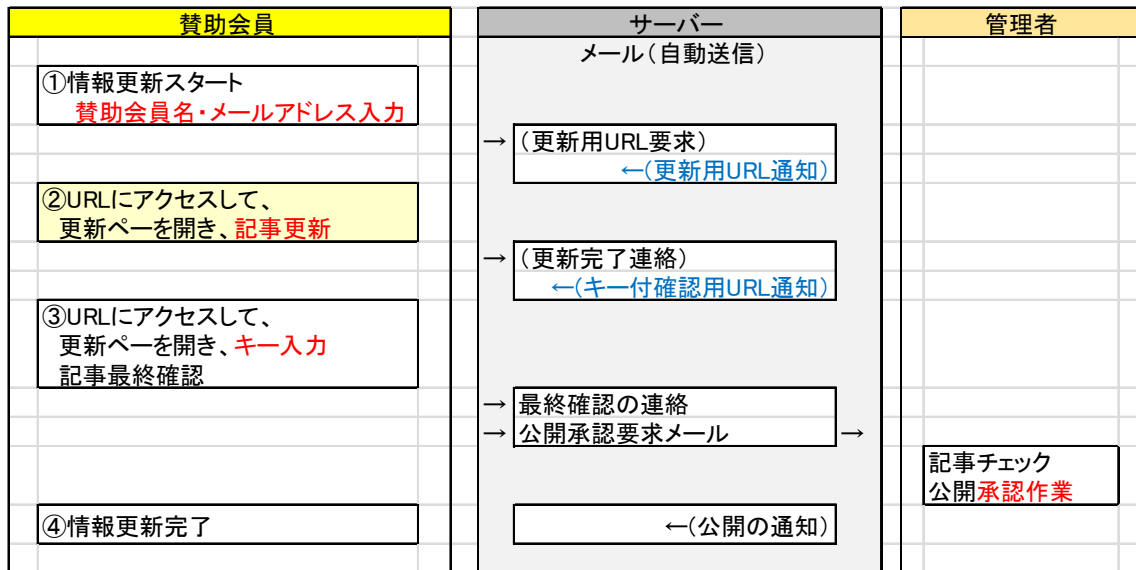 賛助会員
サーバー
管理者
メール(自動送信)
①情報更新スタート
賛助会員名・メールアドレス入力
→
(更新用URL要求)
←(更新用URL通知)
②URLにアクセスして、
更新ペーを開き、記事更新
→
(更新完了連絡)
←(キー付確認用URL通知)
③URLにアクセスして、
更新ペーを開き、キー入力
記事最終確認
→
最終確認の連絡
→
公開承認要求メール
→
記事チェック
公開承認作業
④情報更新完了
←(公開の通知)